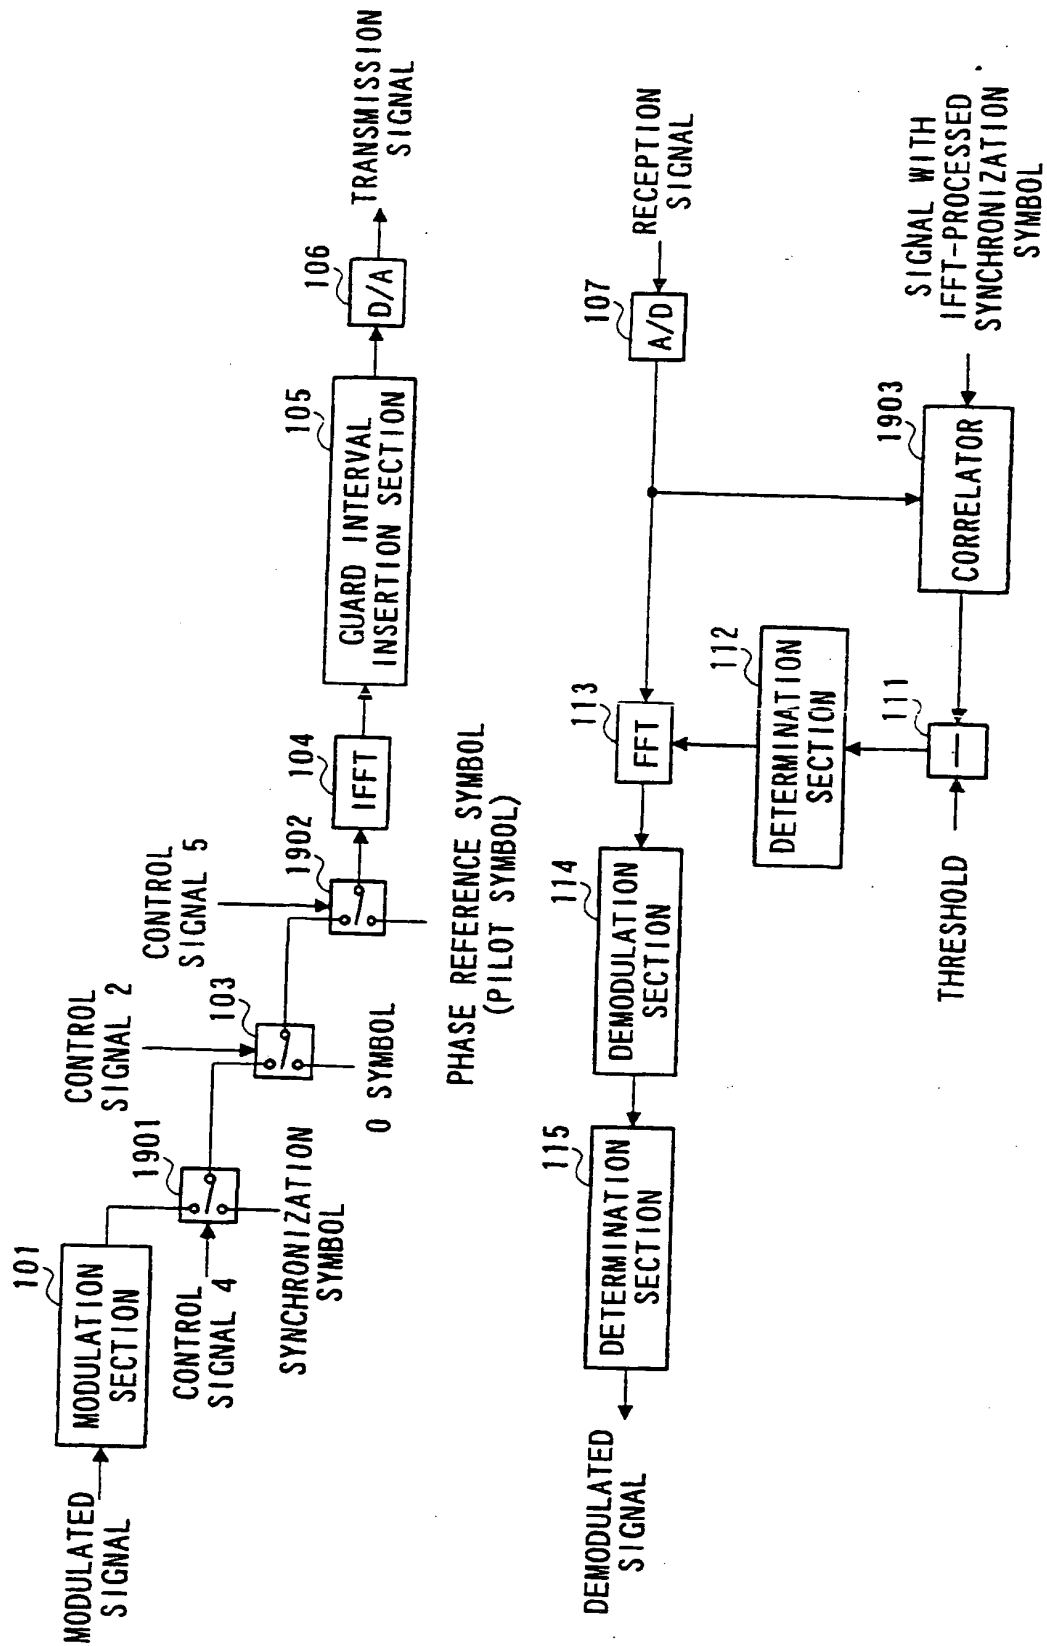 MODULATED
SIGNAL
101
MODULATION
SECTION
CONTROL
SIGNAL 4
1901
SYNCHRONIZATION
SYMBOL
CONTROL
SIGNAL 2
103
0 SYMBOL
CONTROL
SIGNAL 5
1902
PHASE REFERENCE SYMBOL
(PILOT SYMBOL)
104
IFFT
105
GUARD INTERVAL
INSERTION SECTION
106
D/A
TRANSMISSION
SIGNAL
DEMODULATED
SIGNAL
115
DETERMINATION
SECTION
114
DEMODULATION
SECTION
113
FFT
107
A/D
RECEPTION
SIGNAL
112
DETERMINATION
SECTION
THRESHOLD
111
1903
CORRELATOR
SIGNAL WITH
IFFT-PROCESSED
SYNCHRONIZATION
SYMBOL